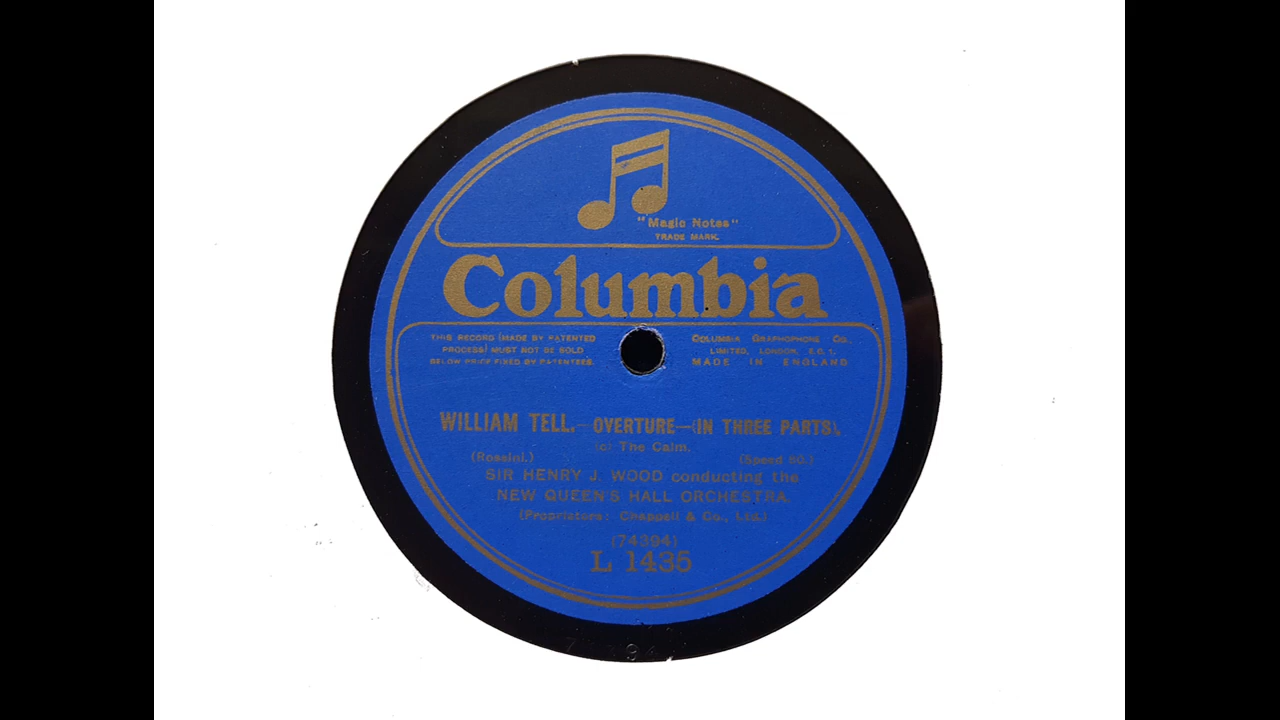 "Magic Notes"
TRADE MARK.
Columbia
THIS RECORD (MADE BY PATENTED
PROCESS) MUST NOT BE SOLD
BELOW PRICE FIXED BY PATENTEES.
COLUMBIA GRAPHOPHONE CO.,
LIMITED, LONDON, E.C.1.
MADE IN ENGLAND
WILLIAM TELL.—OVERTURE—(IN THREE PARTS).
The Calm.
(Rossini.) (Speed 80.)
SIR HENRY J. WOOD conducting the
NEW QUEEN'S HALL ORCHESTRA.
(Proprietors: Chappell & Co., Ltd.)
(74394)
L 1435